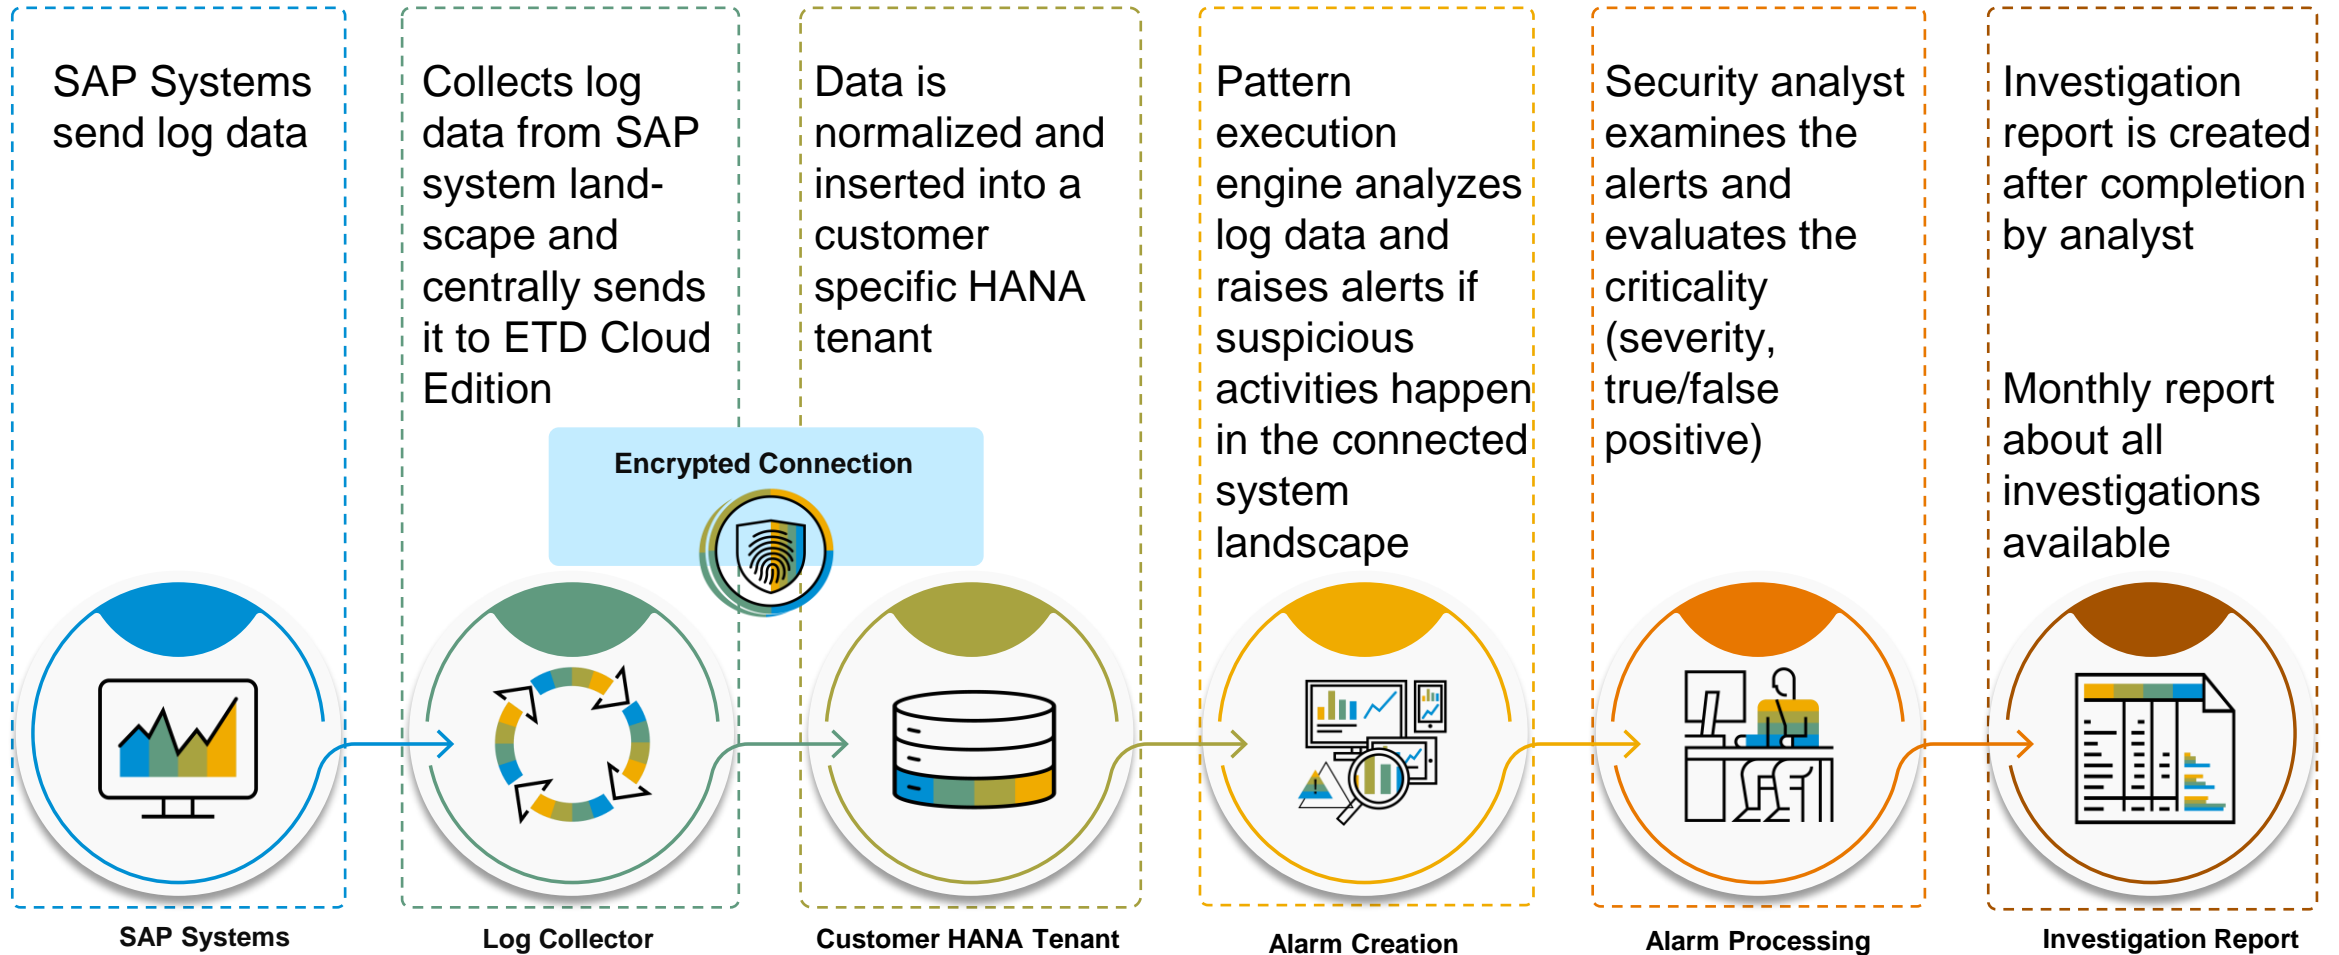 SAP Systems
send log data
Collects log
data from SAP
system land-
scape and
centrally sends
it to ETD Cloud
Edition
Data is
normalized and
inserted into a
customer
specific HANA
tenant
Pattern
execution
engine analyzes
log data and
raises alerts if
suspicious
activities happen
in the connected
system
landscape
Security analyst
examines the
alerts and
evaluates the
criticality
(severity,
true/false
positive)
Investigation
report is created
after completion
by analyst
Monthly report
about all
investigations
available
Encrypted Connection
SAP Systems
Log Collector
Customer HANA Tenant
Alarm Creation
Alarm Processing
Investigation Report